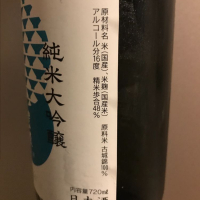 原材料名 米(国産)、米麹(国産米)
アルコール分16度 精米歩合48%
原料米 古城錦100%
純米大吟醸
内容量720ml
日本酒